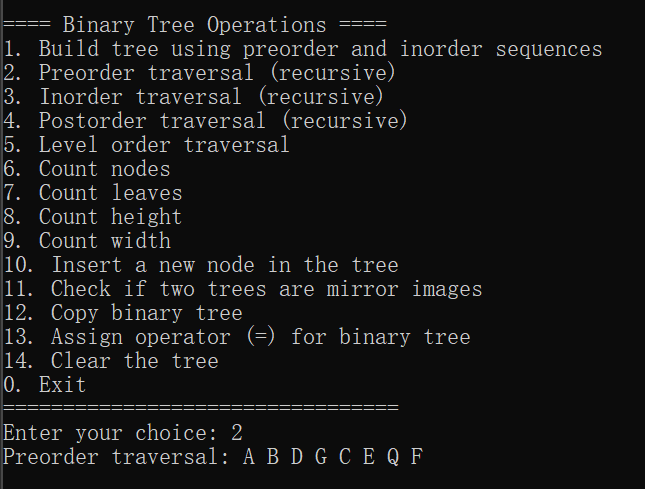 ==== Binary Tree Operations ====
1. Build tree using preorder and inorder sequences
2. Preorder traversal (recursive)
3. Inorder traversal (recursive)
4. Postorder traversal (recursive)
5. Level order traversal
6. Count nodes
7. Count leaves
8. Count height
9. Count width
10. Insert a new node in the tree
11. Check if two trees are mirror images
12. Copy binary tree
13. Assign operator (=) for binary tree
14. Clear the tree
0. Exit
=================================
Enter your choice: 2
Preorder traversal: A B D G C E Q F